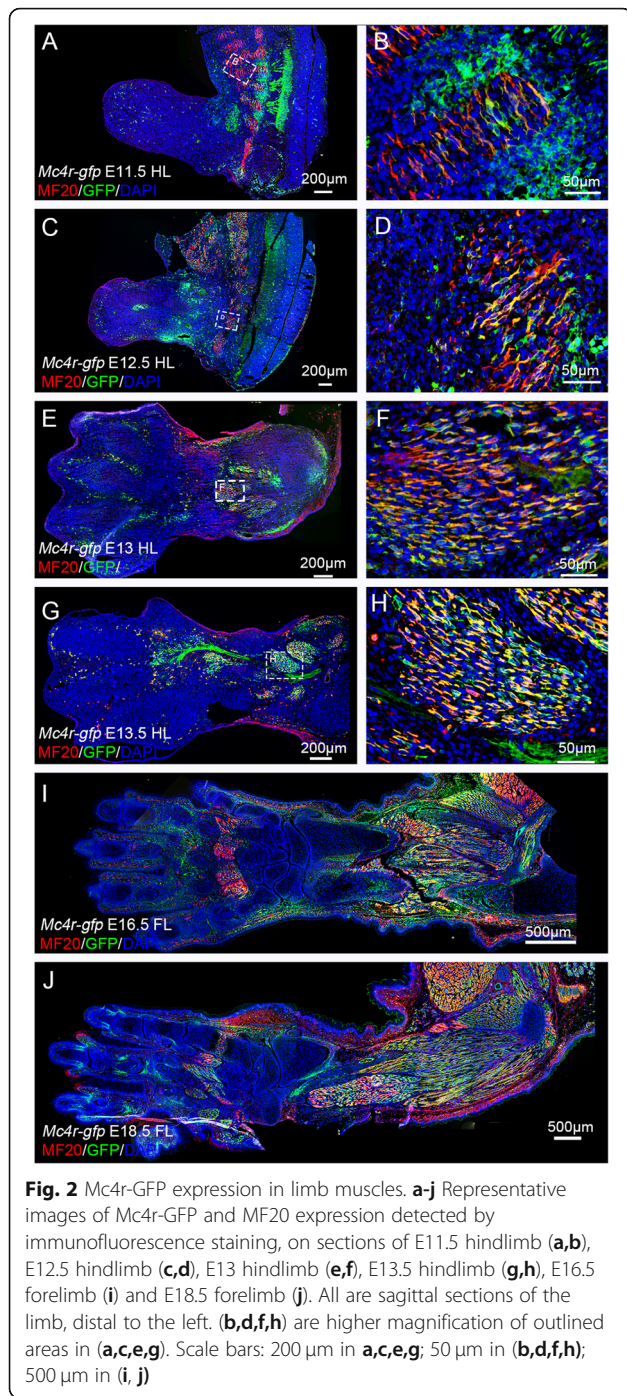 A
B
B
Mc4r-gfp E11.5 HL
MF20/GFP/DAPI
200µm
50µm
C
D
D
Mc4r-gfp E12.5 HL
MF20/GFP/DAPI
200µm
50µm
E
F
F
Mc4r-gfp E13 HL
MF20/GFP/DAPI
200µm
50µm
G
H
H
Mc4r-gfp E13.5 HL
MF20/GFP/DAPI
200µm
50µm
I
Mc4r-gfp E16.5 FL
MF20/GFP/DAPI
500µm
J
Mc4r-gfp E18.5 FL
MF20/GFP/DAPI
500µm
Fig. 2 Mc4r-GFP expression in limb muscles. a-j Representative
images of Mc4r-GFP and MF20 expression detected by
immunofluorescence staining, on sections of E11.5 hindlimb (a,b),
E12.5 hindlimb (c,d), E13 hindlimb (e,f), E13.5 hindlimb (g,h), E16.5
forelimb (i) and E18.5 forelimb (j). All are sagittal sections of the
limb, distal to the left. (b,d,f,h) are higher magnification of outlined
areas in (a,c,e,g). Scale bars: 200 µm in a,c,e,g; 50 µm in (b,d,f,h);
500 µm in (i, j)